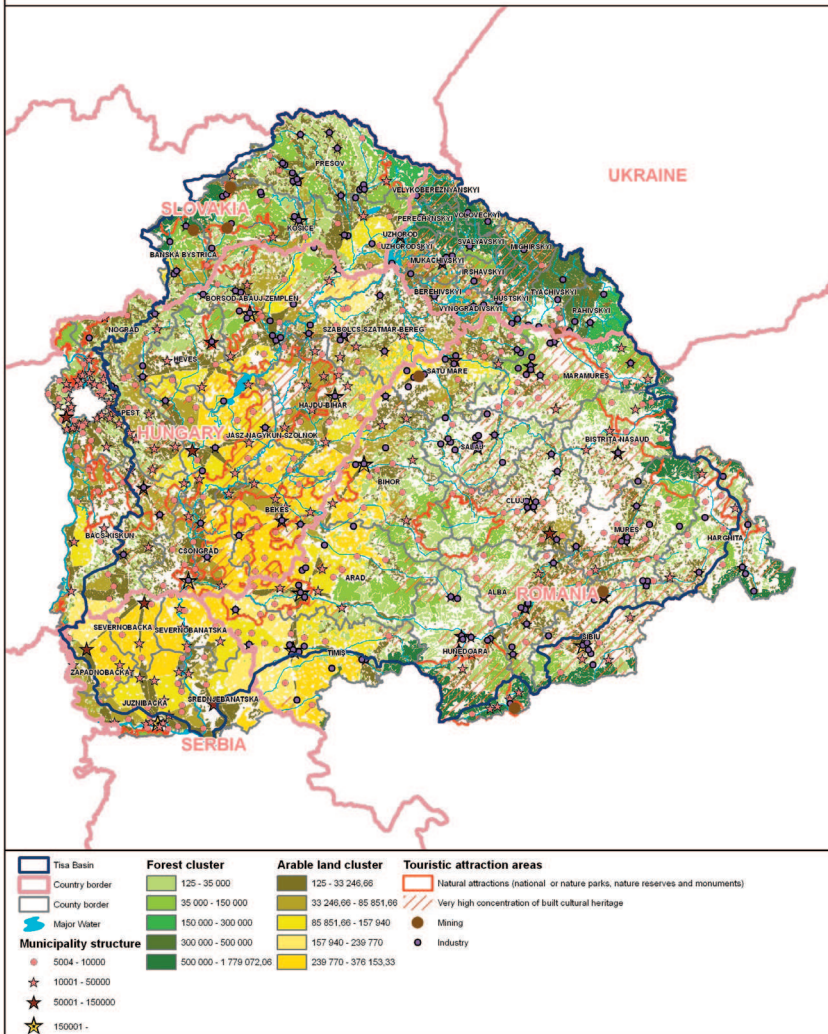 UKRAINE
SLOVAKIA
PRESOV
VELYKOBEREZNYANSKYI
PERECHYNSKYI
VOLOVECKYI
KOSICE
UZHOROD
UZHORODSKYI
SVALYAVSKYI
MIGHIRSKYI
BANSKA BYSTRICA
MUKACHIVSKYI
IRSHAVSKYI
BEREHIVSKYI
TYACHIVSKYI
BORSOD-ABAUJ-ZEMPLEN
VYNOGRADIVSKYI
HUSTSKYI
RAHIVSKYI
NOGRAD
SZABOLCS-SZATMAR-BEREG
HEVES
SATU MARE
MARAMURES
PEST
HAJDU-BIHAR
HUNGARY
JASZ-NAGYKUN-SZOLNOK
BISTRITA-NASAUD
SALAJ
BIHOR
CLUJ
BEKES
MURES
BACS-KISKUN
HARGHITA
CSONGRAD
ARAD
ALBA
ROMANIA
SEVERNOBACKA
SEVERNOBANATSKA
TIMIS
HUNEDOARA
SIBIU
ZAPADNOBACKA
JUZNIBACKA
SREDNJEBANATSKA
SERBIA
Tisa Basin
Country border
County border
Major Water
Municipality structure
5004 - 10000
10001 - 50000
50001 - 150000
150001 -
Forest cluster
125 - 35 000
35 000 - 150 000
150 000 - 300 000
300 000 - 500 000
500 000 - 1 779 072,06
Arable land cluster
125 - 33 246,66
33 246,66 - 85 851,66
85 851,66 - 157 940
157 940 - 239 770
239 770 - 376 153,33
Touristic attraction areas
Natural attractions (national or nature parks, nature reserves and monuments)
Very high concentration of built cultural heritage
Mining
Industry